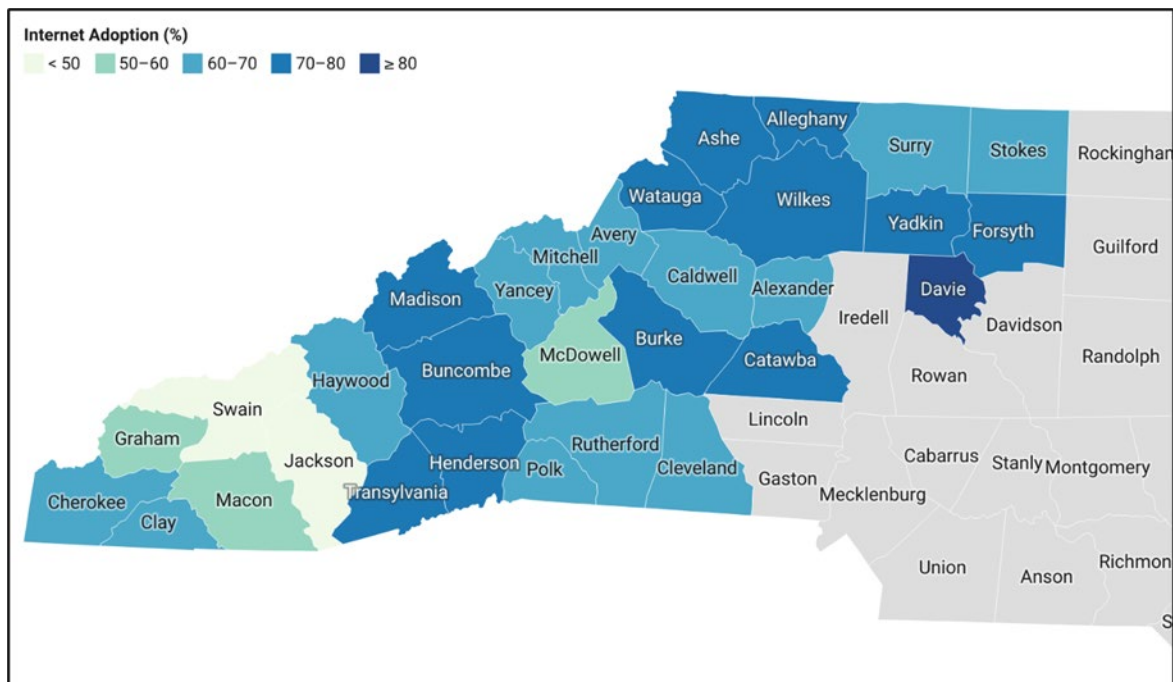 Internet Adoption (%)
< 50 50–60 60–70 70–80 ≥ 80
Alleghany
Ashe
Surry
Stokes
Rockingham
Watauga
Wilkes
Yadkin
Forsyth
Guilford
Avery
Mitchell
Caldwell
Alexander
Yancey
Madison
Davie
Iredell
Davidson
Burke
McDowell
Catawba
Randolph
Buncombe
Haywood
Rowan
Swain
Lincoln
Graham
Rutherford
Cabarrus
Stanly
Montgomery
Jackson
Henderson
Polk
Cleveland
Gaston
Transylvania
Mecklenburg
Cherokee
Macon
Clay
Union
Anson
Richmon
S